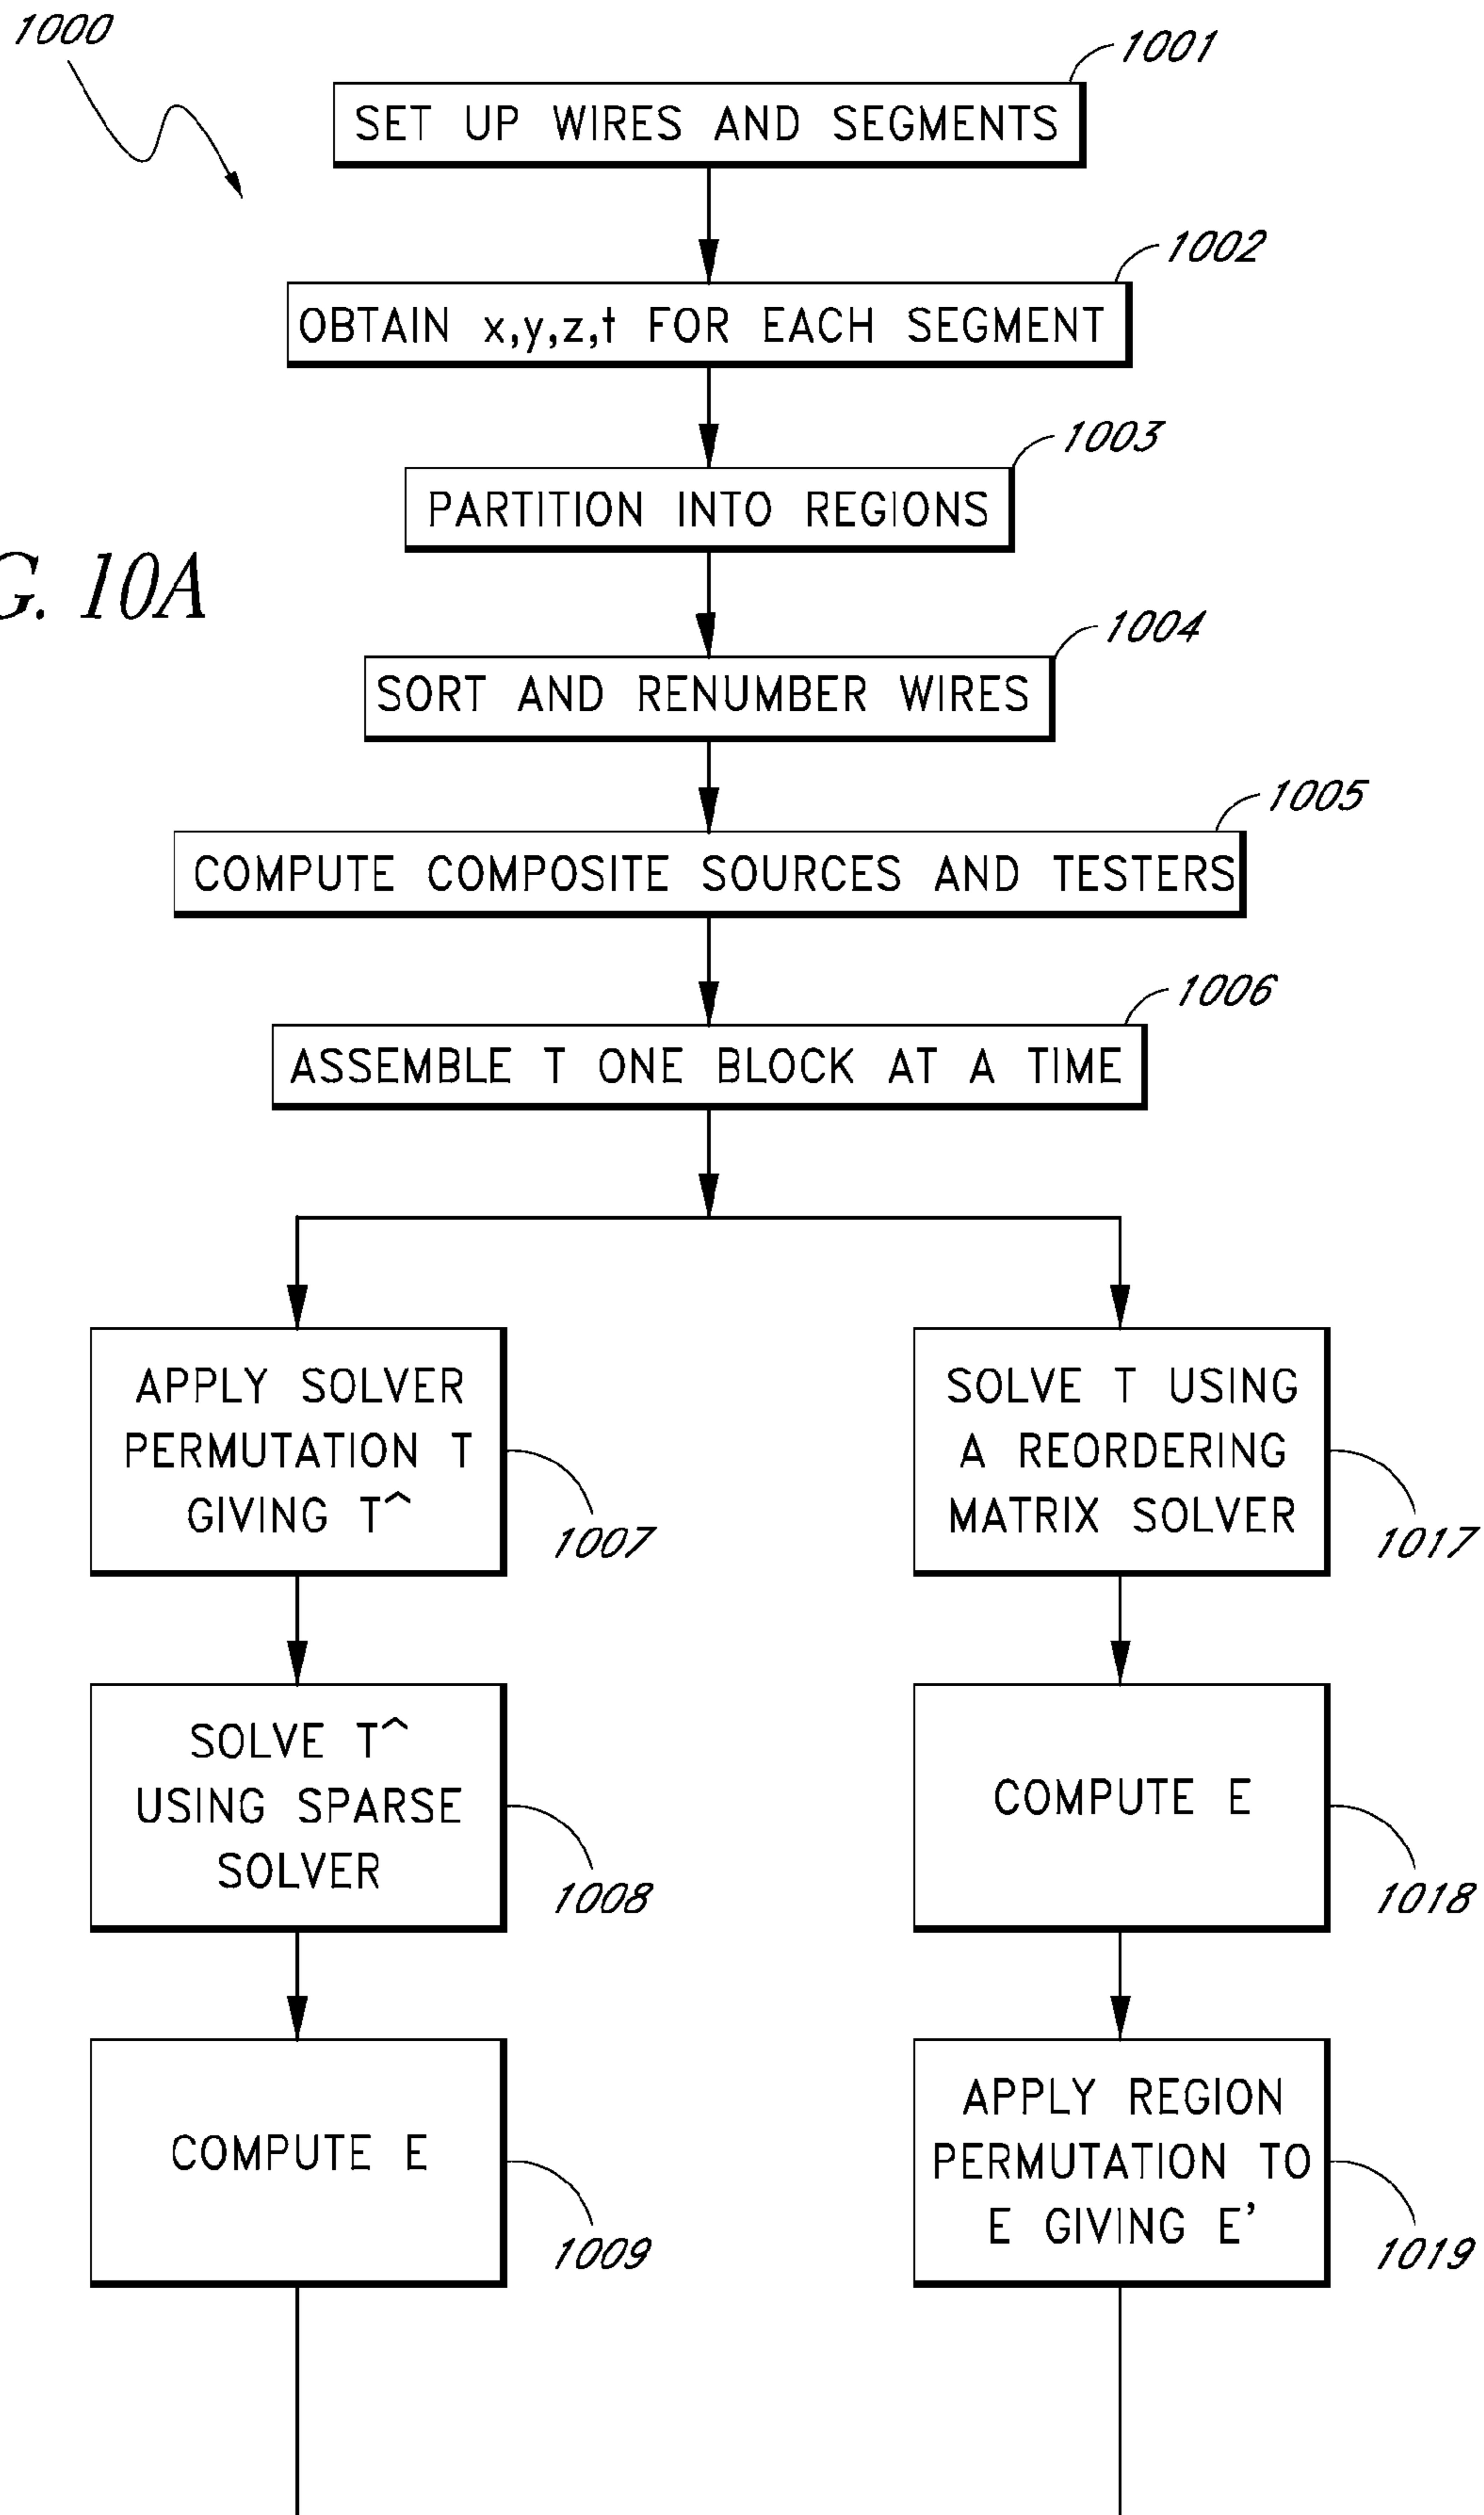 1000
1001
SET UP WIRES AND SEGMENTS
1002
OBTAIN x,y,z,t FOR EACH SEGMENT
1003
PARTITION INTO REGIONS
G. 10A
1004
SORT AND RENUMBER WIRES
1005
COMPUTE COMPOSITE SOURCES AND TESTERS
1006
ASSEMBLE T ONE BLOCK AT A TIME
APPLY SOLVER
PERMUTATION T
GIVING T^
1007
SOLVE T USING
A REORDERING
MATRIX SOLVER
1017
SOLVE T^
USING SPARSE
SOLVER
1008
COMPUTE E
1018
COMPUTE E
1009
APPLY REGION
PERMUTATION TO
E GIVING E'
1019